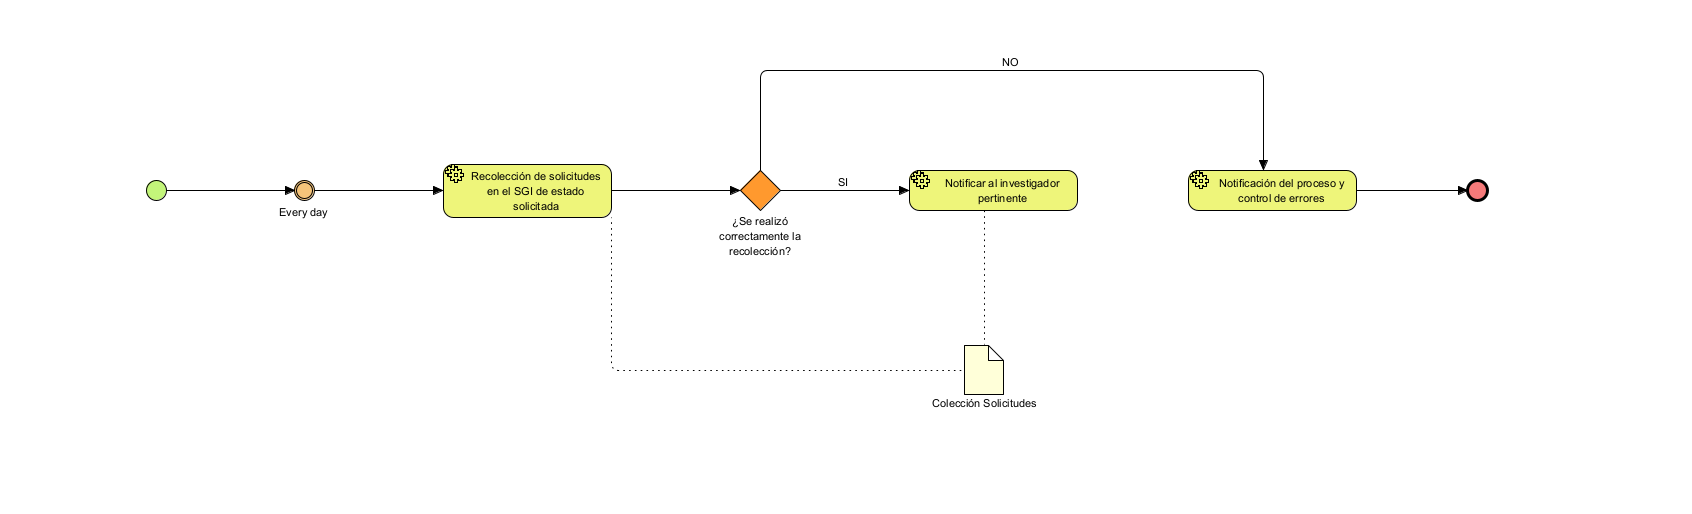 NO
Every day
Recolección de solicitudes
en el SGI de estado
solicitada
¿Se realizó
correctamente la
recolección?
SI
Notificar al investigador
pertinente
Notificación del proceso y
control de errores
Colección Solicitudes